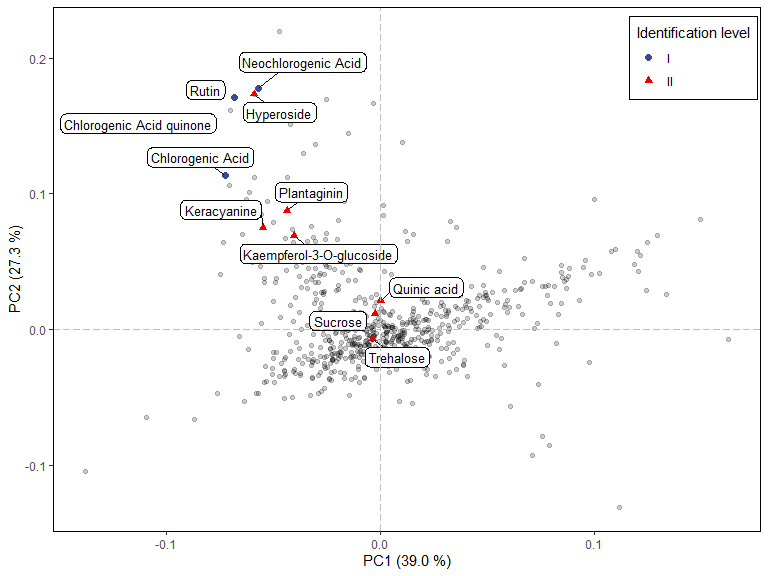 Identification level
I
II
Neochlorogenic Acid
Rutin
Hyperoside
Chlorogenic Acid quinone
Chlorogenic Acid
Plantaginin
Keracyanine
Kaempferol-3-O-glucoside
Quinic acid
Sucrose
Trehalose
0.2
0.1
0.0
-0.1
PC2 (27.3 %)
-0.1
0.0
0.1
PC1 (39.0 %)